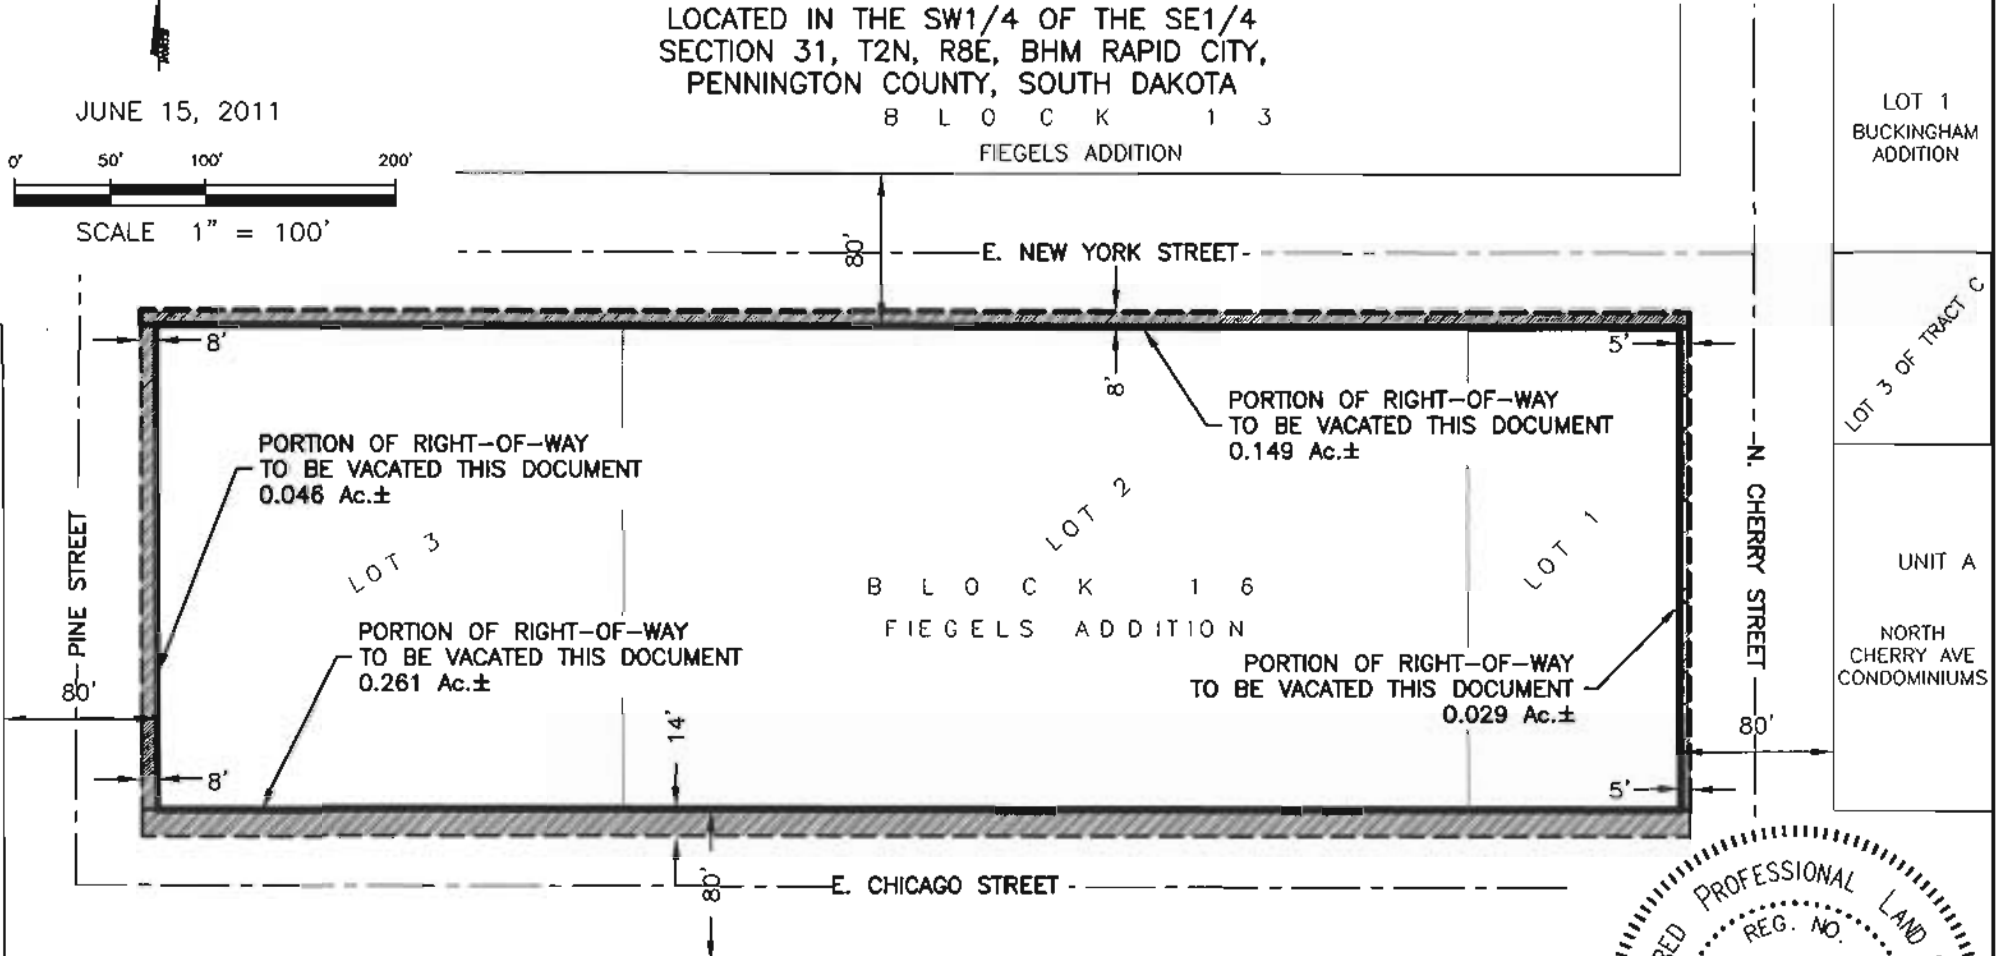 LOCATED IN THE SW1/4 OF THE SE1/4
SECTION 31, T2N, R8E, BHM RAPID CITY,
PENNINGTON COUNTY, SOUTH DAKOTA
JUNE 15, 2011
0' 50' 100' 200'
SCALE 1" = 100'
BLOCK 13
FIEGELS ADDITION
LOT 1
BUCKINGHAM
ADDITION
80'
E. NEW YORK STREET
LOT 3 OF TRACT C
8'
8'
5'
PORTION OF RIGHT-OF-WAY
TO BE VACATED THIS DOCUMENT
0.149 Ac.±
PORTION OF RIGHT-OF-WAY
TO BE VACATED THIS DOCUMENT
0.046 Ac.±
N. CHERRY STREET
PINE STREET
LOT 3
LOT 2
LOT 1
BLOCK 16
FIEGELS ADDITION
UNIT A
NORTH
CHERRY AVE
CONDOMINIUMS
PORTION OF RIGHT-OF-WAY
TO BE VACATED THIS DOCUMENT
0.261 Ac.±
PORTION OF RIGHT-OF-WAY
TO BE VACATED THIS DOCUMENT
0.029 Ac.±
80'
14'
80'
8'
5'
80'
E. CHICAGO STREET
PROFESSIONAL LAND
REG. NO.